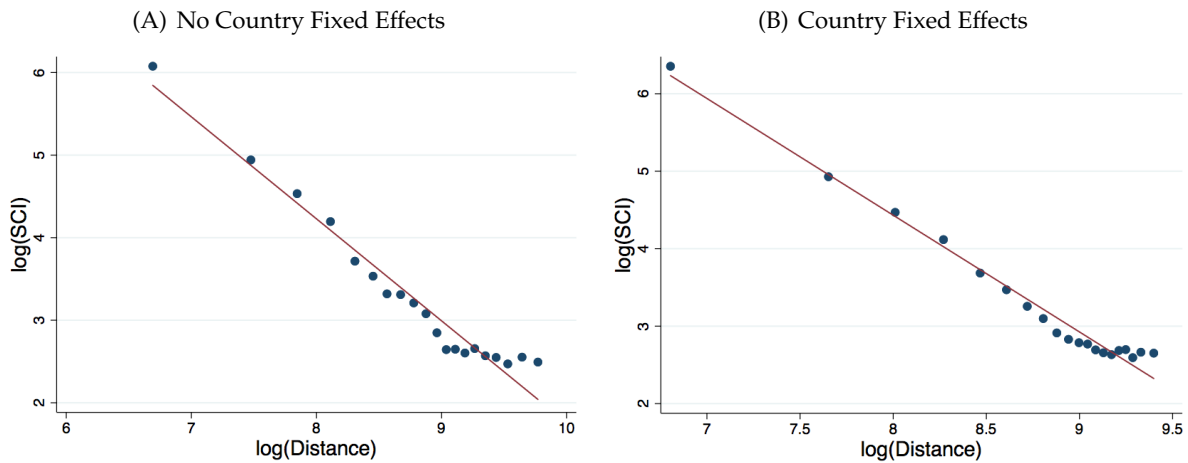 (A) No Country Fixed Effects
log(SCI)
6
5
4
3
2
6 7 8 9 10
log(Distance)
(B) Country Fixed Effects
log(SCI)
6
5
4
3
2
7 7.5 8 8.5 9 9.5
log(Distance)